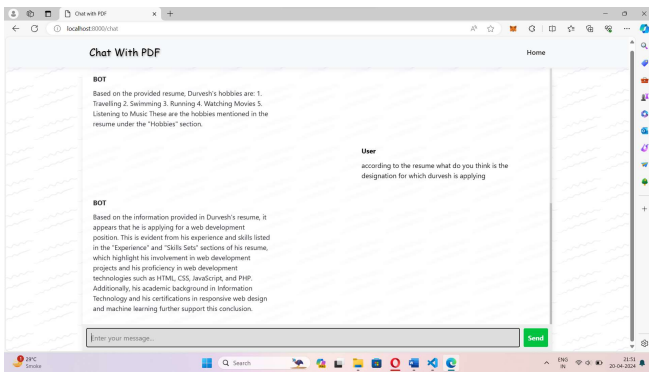 Chat with PDF
localhost:8000/chat
Chat With PDF
Home
BOT
Based on the provided resume, Durvesh's hobbies are: 1.
Travelling 2. Swimming 3. Running 4. Watching Movies 5.
Listening to Music These are the hobbies mentioned in the
resume under the "Hobbies" section.
User
according to the resume what do you think is the
designation for which durvesh is applying
BOT
Based on the information provided in Durvesh's resume, it
appears that he is applying for a web development
position. This is evident from his experience and skills listed
in the "Experience" and "Skills Sets" sections of his resume,
which highlight his involvement in web development
projects and his proficiency in web development
technologies such as HTML, CSS, JavaScript, and PHP.
Additionally, his academic background in Information
Technology and his certifications in responsive web design
and machine learning further support this conclusion.
Enter your message...
Send
28°C
Smoke
Search
ENG
IN
21:51
20-04-2024